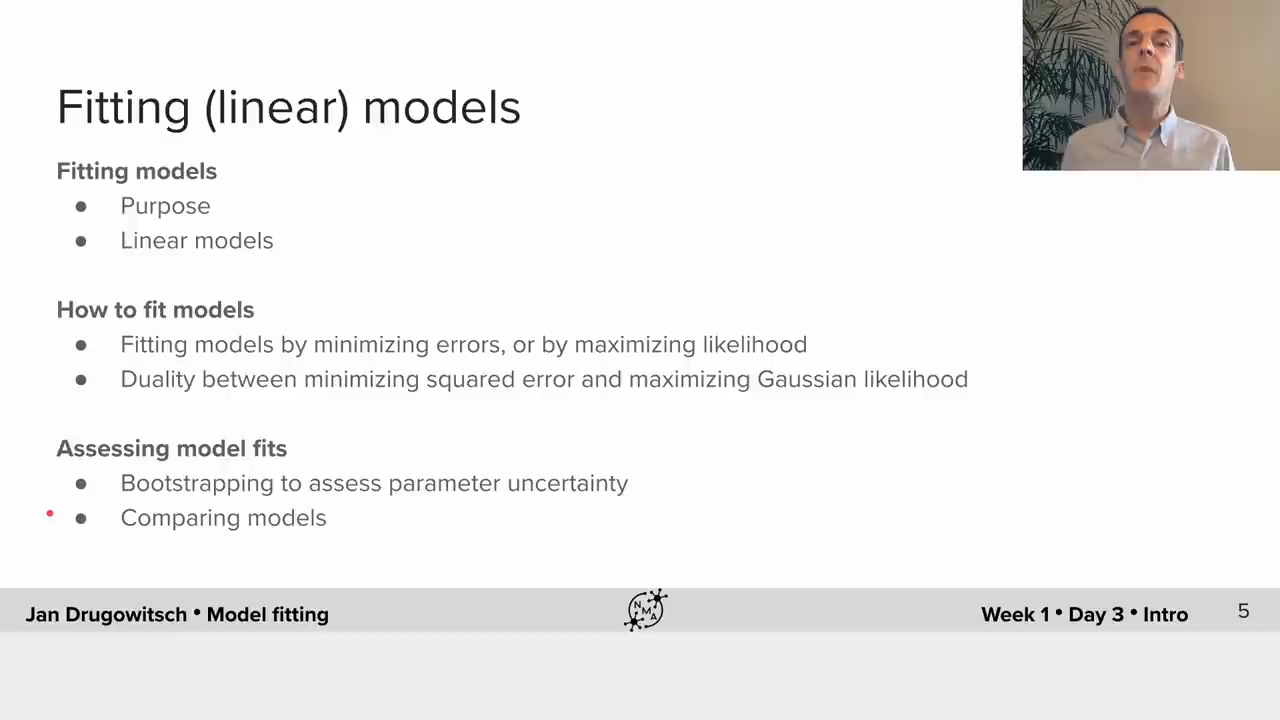 Fitting (linear) models
Fitting models
● Purpose
● Linear models
How to fit models
● Fitting models by minimizing errors, or by maximizing likelihood
● Duality between minimizing squared error and maximizing Gaussian likelihood
Assessing model fits
● Bootstrapping to assess parameter uncertainty
● Comparing models
Jan Drugowitsch • Model fitting
NMA
Week 1 • Day 3 • Intro
5